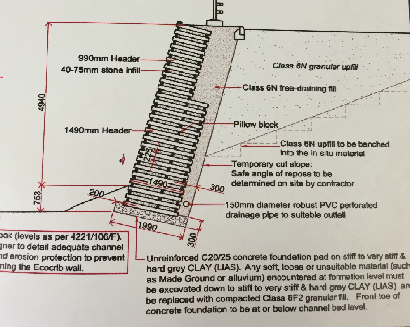 990mm Header
40-75mm stone infill
Class 6N granular upfill
Class 6N free-draining fill
4940
1490mm Header
Pillow block
Class 6N upfill to be benched
into the in situ material
1490
300
Temporary cut slope:
Safe angle of repose to be
determined on site by contractor
200
768
150mm diameter robust PVC perforated
drainage pipe to suitable outfall
1990
300
box (levels as per 4221/100/F).
gner to detail adequate channel
nd erosion protection to prevent
ning the Ecocrib wall.
Unreinforced C20/25 concrete foundation pad on stiff to very stiff &
hard grey CLAY (LIAS). Any soft, loose or unsuitable material (such
as Made Ground or alluvium) encountered at formation level must
be excavated down to stiff to very stiff & hard grey CLAY (LIAS) and
be replaced with compacted Class 6F2 granular fill. Front toe of
concrete foundation to be at or below channel bed level.